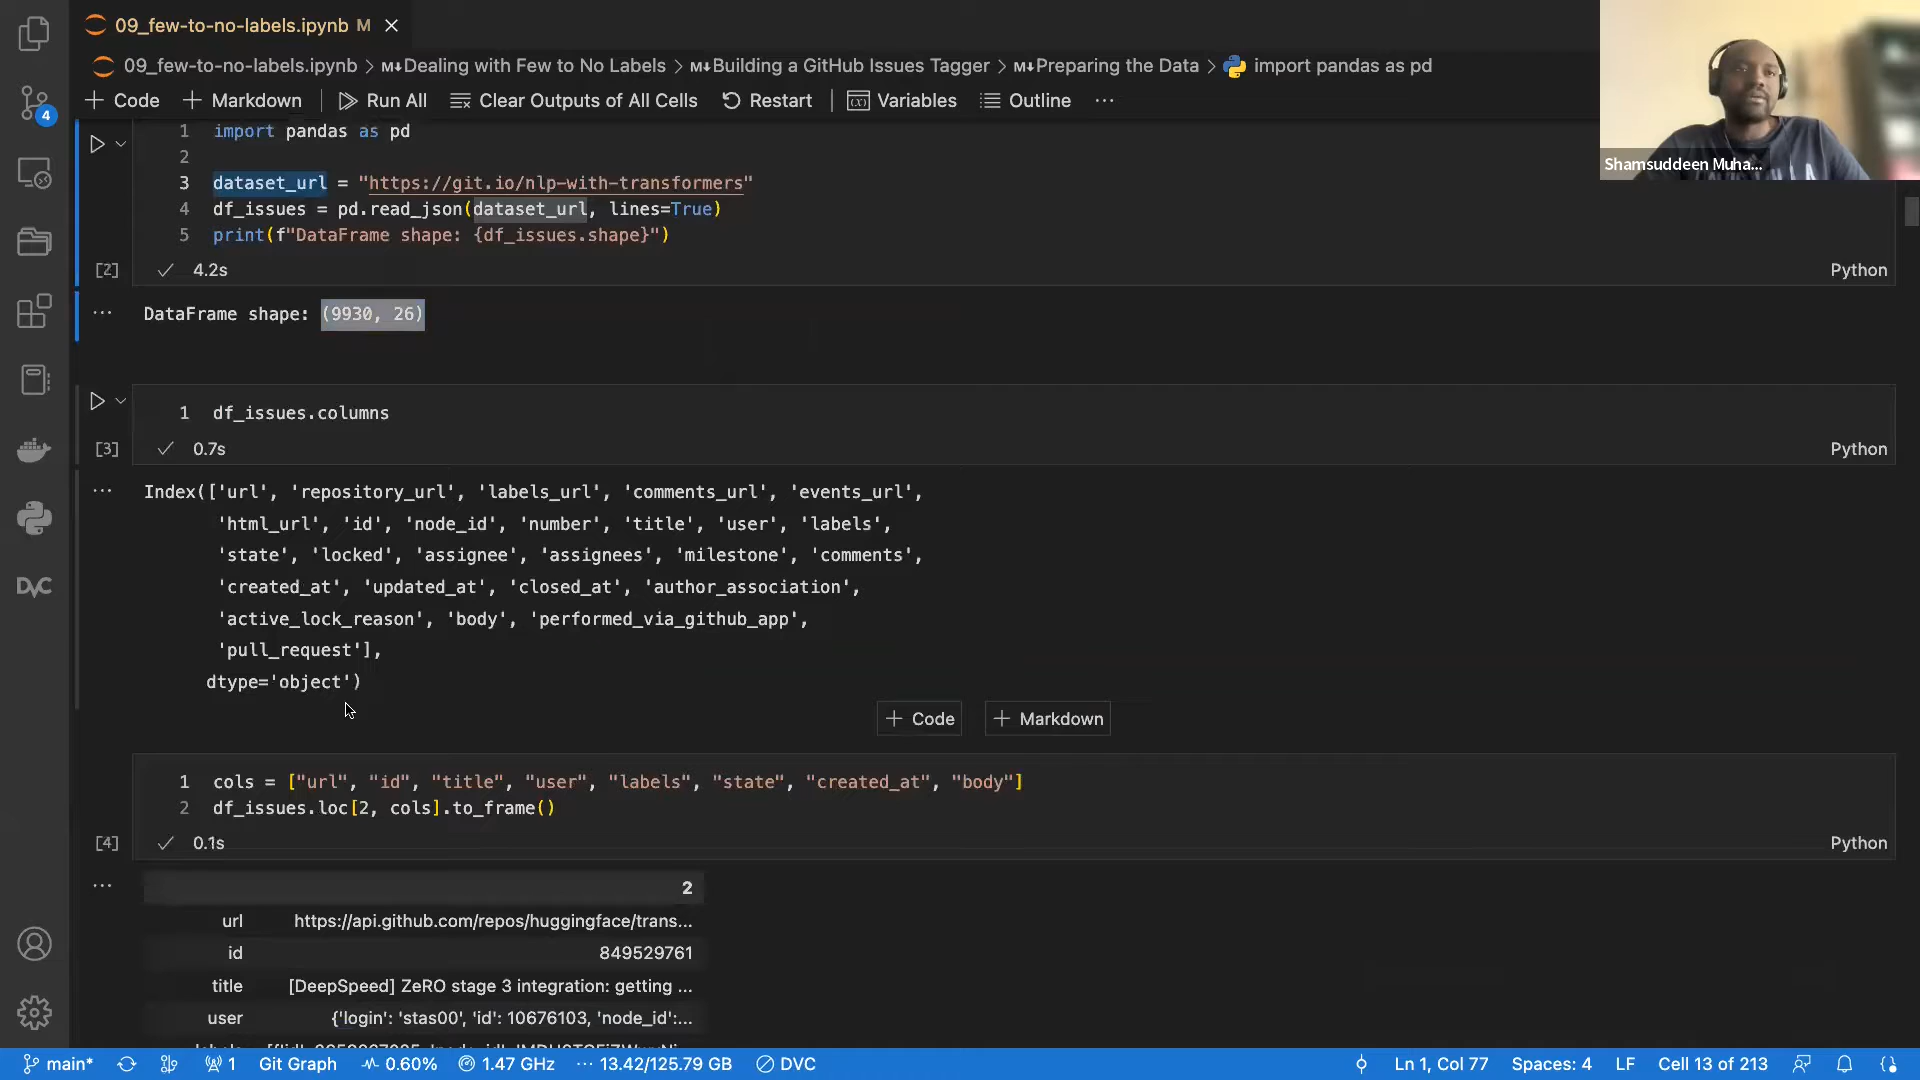 09_few-to-no-labels.ipynb M
09_few-to-no-labels.ipynb > M↓Dealing with Few to No Labels > M↓Building a GitHub Issues Tagger > M↓Preparing the Data > import pandas as pd
+ Code + Markdown Run All Clear Outputs of All Cells Restart Variables Outline ...
Shamsuddeen Muha...
4
1 import pandas as pd
2
3 dataset_url = "https://git.io/nlp-with-transformers"
4 df_issues = pd.read_json(dataset_url, lines=True)
5 print(f"DataFrame shape: {df_issues.shape}")
[2] 4.2s Python
DataFrame shape: (9930, 26)
1 df_issues.columns
[3] 0.7s Python
Index(['url', 'repository_url', 'labels_url', 'comments_url', 'events_url',
'html_url', 'id', 'node_id', 'number', 'title', 'user', 'labels',
'state', 'locked', 'assignee', 'assignees', 'milestone', 'comments',
'created_at', 'updated_at', 'closed_at', 'author_association',
'active_lock_reason', 'body', 'performed_via_github_app',
'pull_request'],
dtype='object')
DVC
+ Code + Markdown
1 cols = ["url", "id", "title", "user", "labels", "state", "created_at", "body"]
2 df_issues.loc[2, cols].to_frame()
[4] 0.1s Python
2
url https://api.github.com/repos/huggingface/trans...
id 849529761
title [DeepSpeed] ZeRO stage 3 integration: getting ...
user {'login': 'stas00', 'id': 10676103, 'node_id':...
main* 1 Git Graph 0.60% 1.47 GHz ... 13.42/125.79 GB DVC Ln 1, Col 77 Spaces: 4 LF Cell 13 of 213